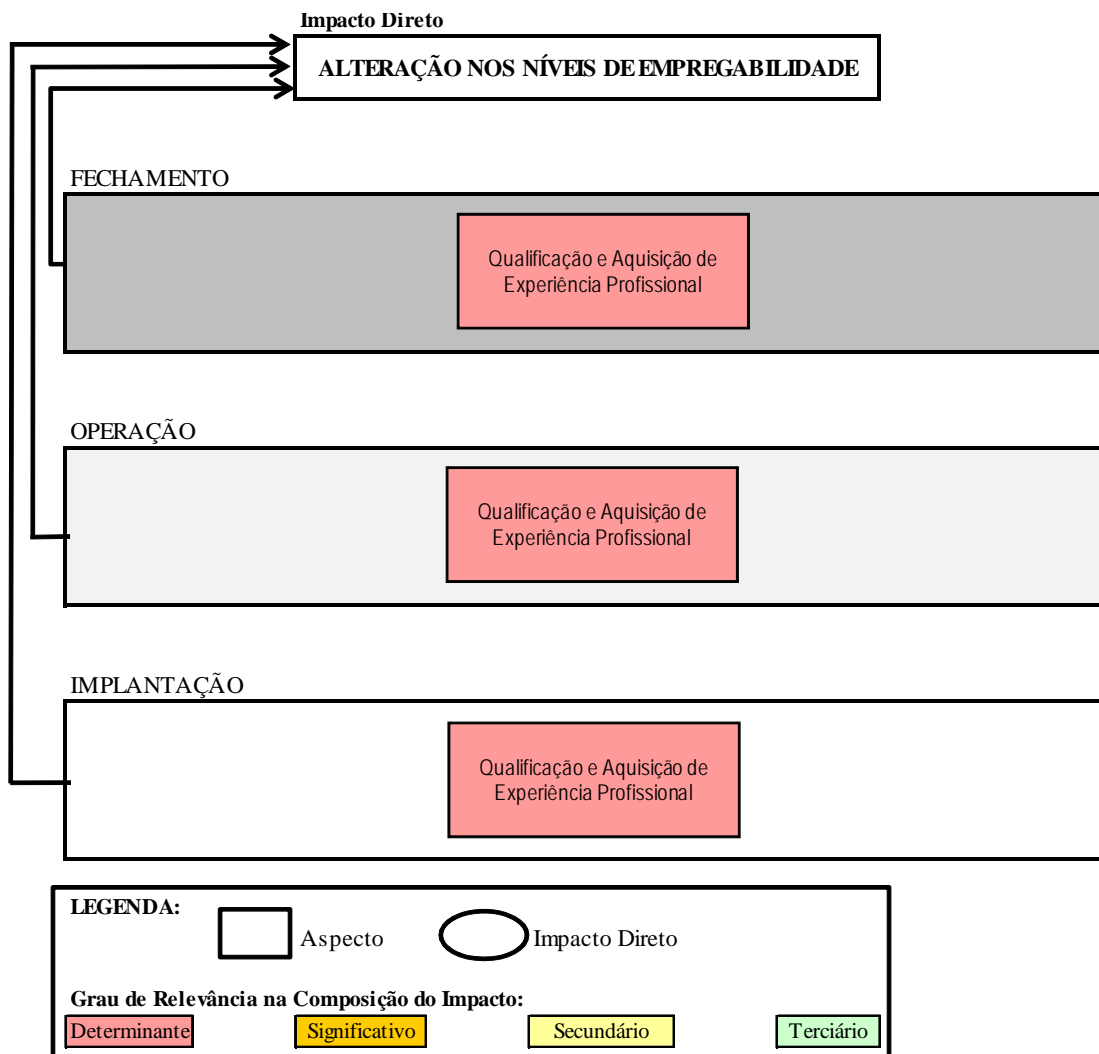 Impacto Direto
ALTERAÇÃO NOS NÍVEIS DE EMPREGABILIDADE
FECHAMENTO
Qualificação e Aquisição de
Experiência Profissional
OPERAÇÃO
Qualificação e Aquisição de
Experiência Profissional
IMPLANTAÇÃO
Qualificação e Aquisição de
Experiência Profissional
LEGENDA:
Aspecto
Impacto Direto
Grau de Relevância na Composição do Impacto:
Determinante
Significativo
Secundário
Terciário